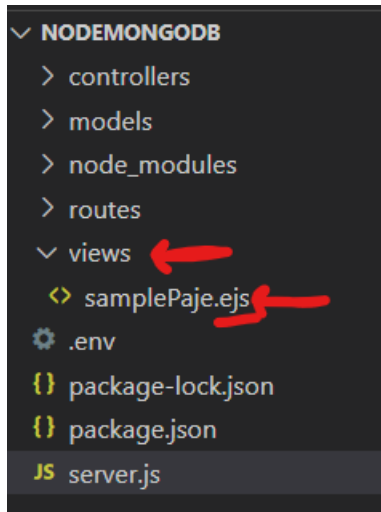 NODEMONGODB
controllers
models
node_modules
routes
views
<> samplePaje.ejs
.env
{} package-lock.json
{} package.json
JS server.js